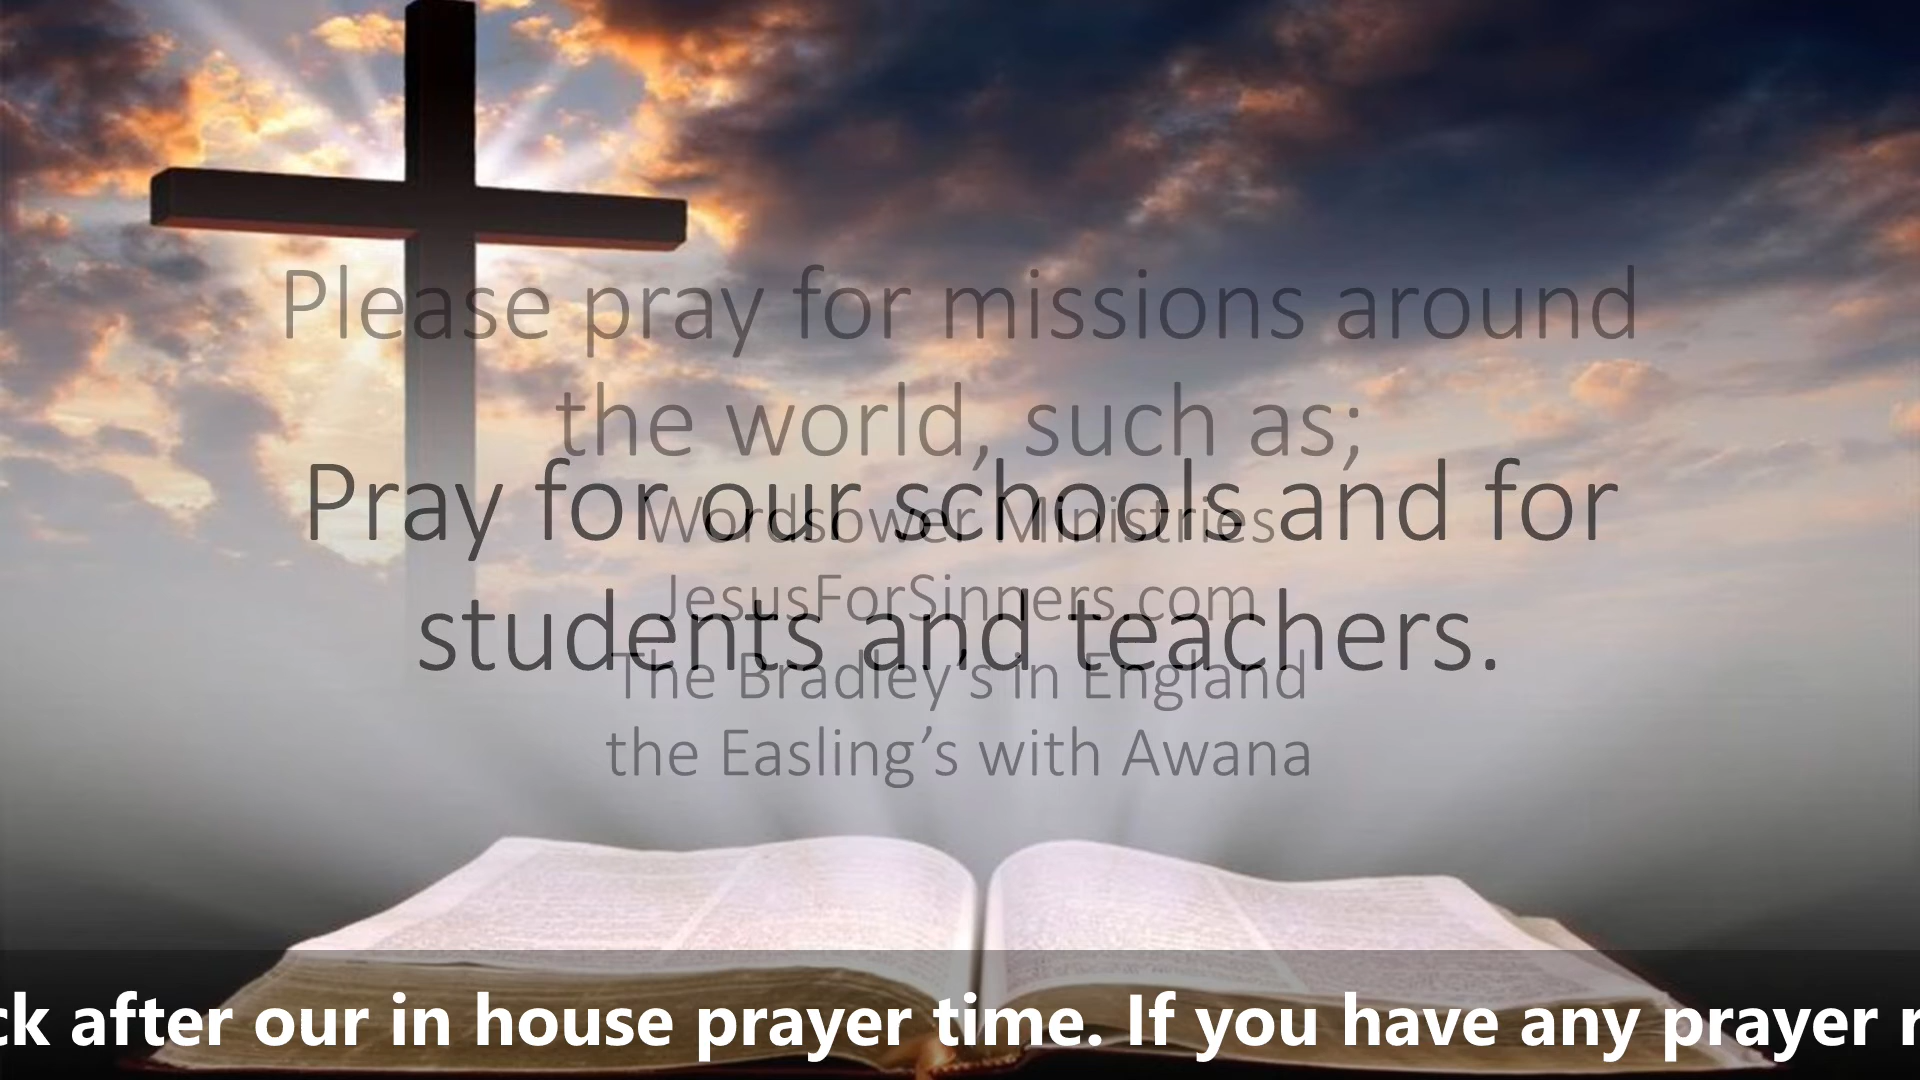 Please pray for missions around
the world, such as;
Pray for our schools and for
Wordsower Ministries
JesusForSinners.com
students and teachers.
The Bradley’s in England
the Easling’s with Awana
after our in house prayer time. If you have any prayer